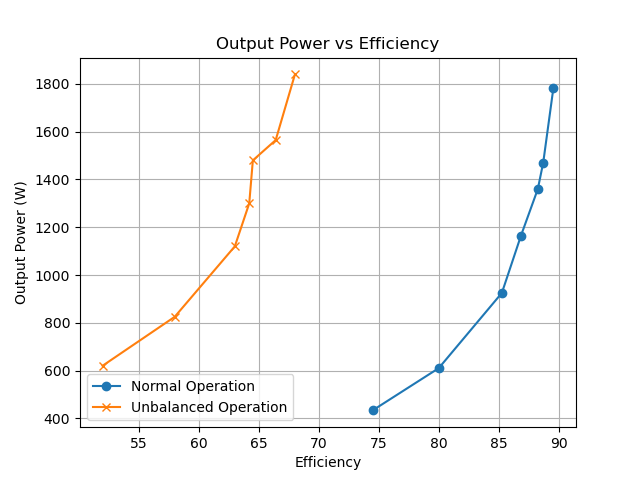 Output Power vs Efficiency
Output Power (W)
1800
1600
1400
1200
1000
800
600
400
Normal Operation
Unbalanced Operation
55 60 65 70 75 80 85 90
Efficiency